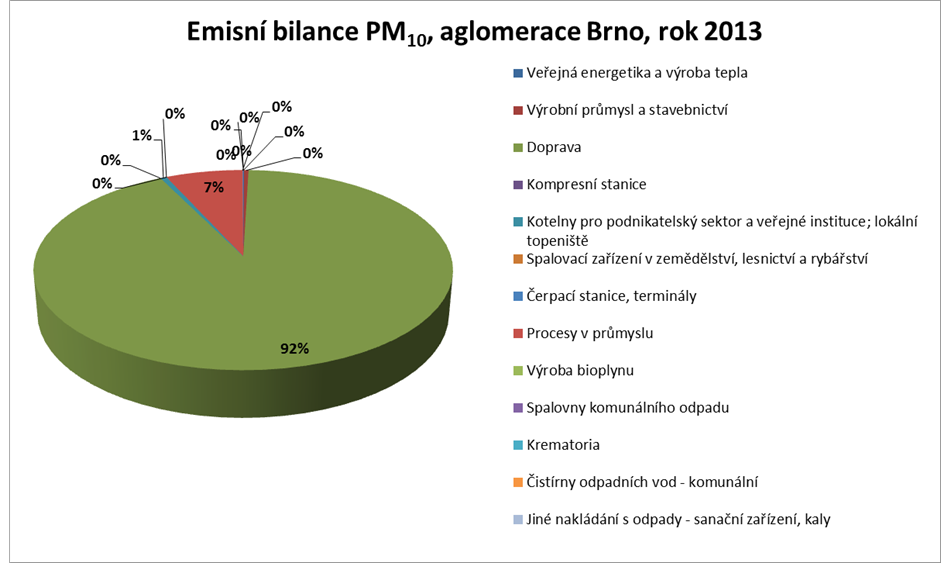 Emisní bilance PM10, aglomerace Brno, rok 2013
0%
0%
0%
0%
0%
1%
0%
0%
0%
0%
0%
0%
7%
92%
Veřejná energetika a výroba tepla
Výrobní průmysl a stavebnictví
Doprava
Kompresní stanice
Kotelny pro podnikatelský sektor a veřejné instituce; lokální
topeniště
Spalovací zařízení v zemědělství, lesnictví a rybářství
Čerpací stanice, terminály
Procesy v průmyslu
Výroba bioplynu
Spalovny komunálního odpadu
Krematoria
Čistírny odpadních vod - komunální
Jiné nakládání s odpady - sanační zařízení, kaly